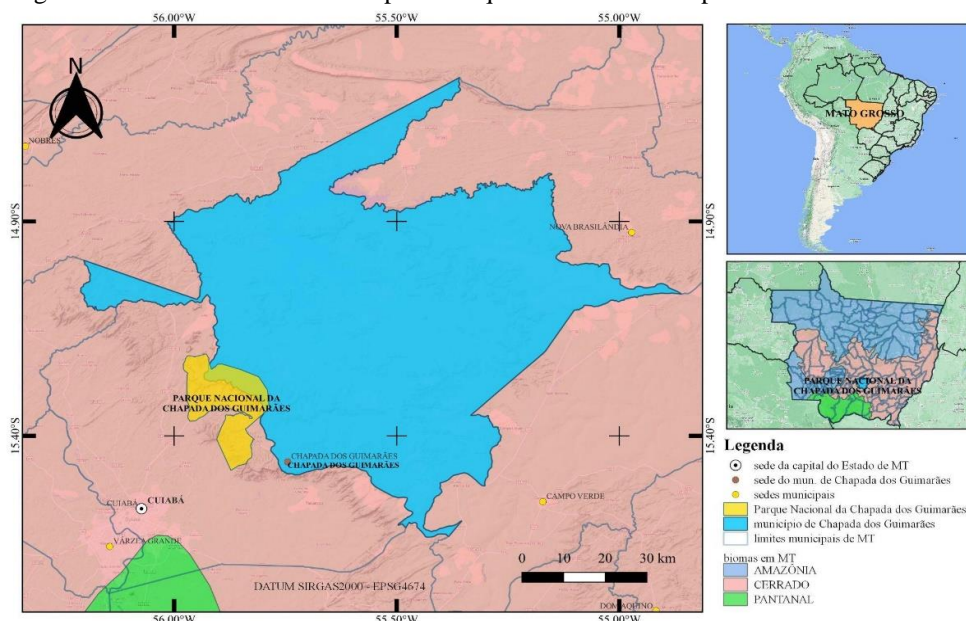 56.00°W 55.50°W 55.00°W
N
NOBRES
14.90°S
14.90°S
NOVA BRASILÂNDIA
PARQUE NACIONAL DA
CHAPADA DOS GUIMARÃES
15.40°S
15.40°S
CHAPADA DOS GUIMARÃES
CHAPADA DOS GUIMARÃES
CUIABÁ CUIABÁ
CAMPO VERDE
VÁRZEA GRANDE
0 10 20 30 km
DATUM SIRGAS2000 - EPSG4674
DOM AQUINO
56.00°W 55.50°W 55.00°W
MATO GROSSO
PARQUE NACIONAL DA
CHAPADA DOS GUIMARÃES
Legenda
sede da capital do Estado de MT
sede do mun. de Chapada dos Guimarães
sedes municipais
Parque Nacional da Chapada dos Guimarães
município de Chapada dos Guimarães
limites municipais de MT
biomas em MT
AMAZÔNIA
CERRADO
PANTANAL